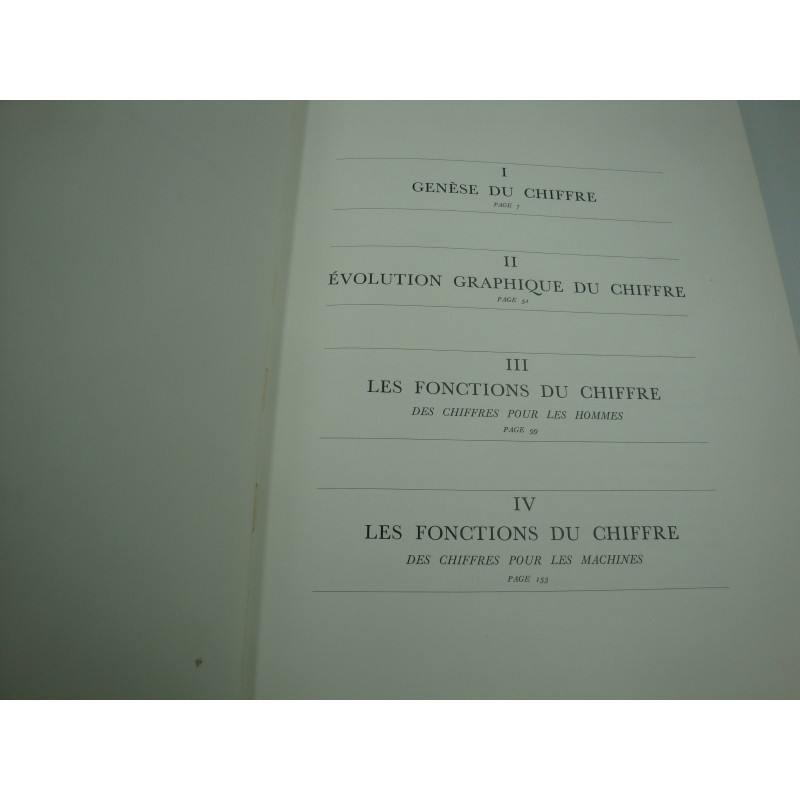 I
GENÈSE DU CHIFFRE
PAGE 7
II
ÉVOLUTION GRAPHIQUE DU CHIFFRE
PAGE 51
III
LES FONCTIONS DU CHIFFRE
DES CHIFFRES POUR LES HOMMES
PAGE 99
IV
LES FONCTIONS DU CHIFFRE
DES CHIFFRES POUR LES MACHINES
PAGE 153